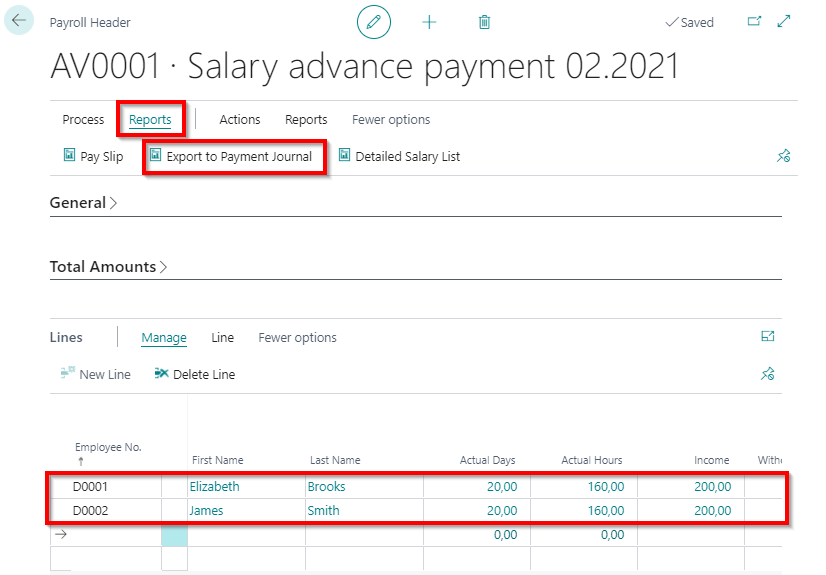 Payroll Header
Saved
AV0001 · Salary advance payment 02.2021
Process Reports Actions Reports Fewer options
Pay Slip Export to Payment Journal Detailed Salary List
General
Total Amounts
Lines Manage Line Fewer options
New Line Delete Line
Employee No.
First Name Last Name Actual Days Actual Hours Income Withe
D0001 Elizabeth Brooks 20,00 160,00 200,00
D0002 James Smith 20,00 160,00 200,00
0,00 0,00